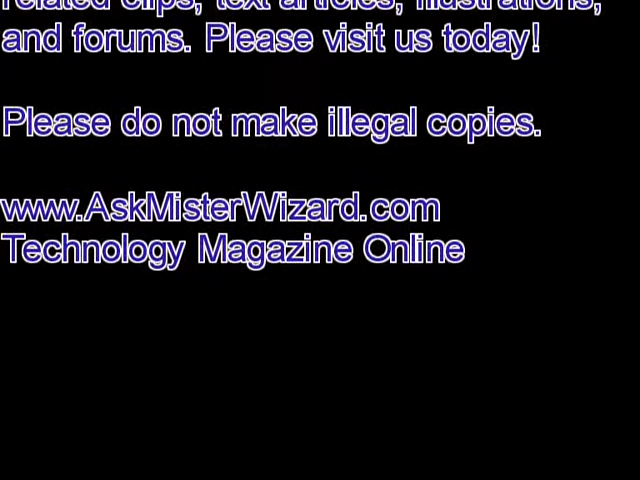 related clips, text articles, illustrations,
and forums. Please visit us today!
Please do not make illegal copies.
www.AskMisterWizard.com
Technology Magazine Online